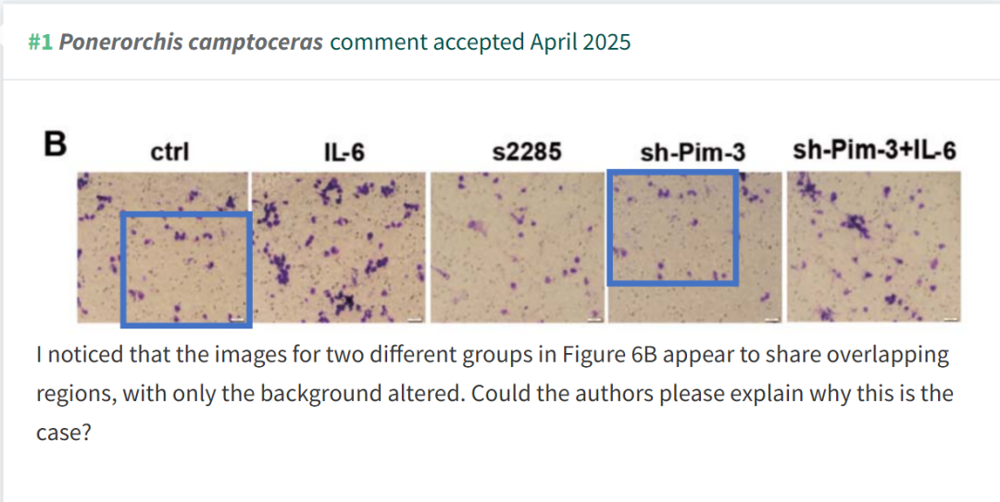 #1 Ponerorchis camptoceras comment accepted April 2025
B ctrl IL-6 s2285 sh-Pim-3 sh-Pim-3+IL-6
I noticed that the images for two different groups in Figure 6B appear to share overlapping
regions, with only the background altered. Could the authors please explain why this is the
case?